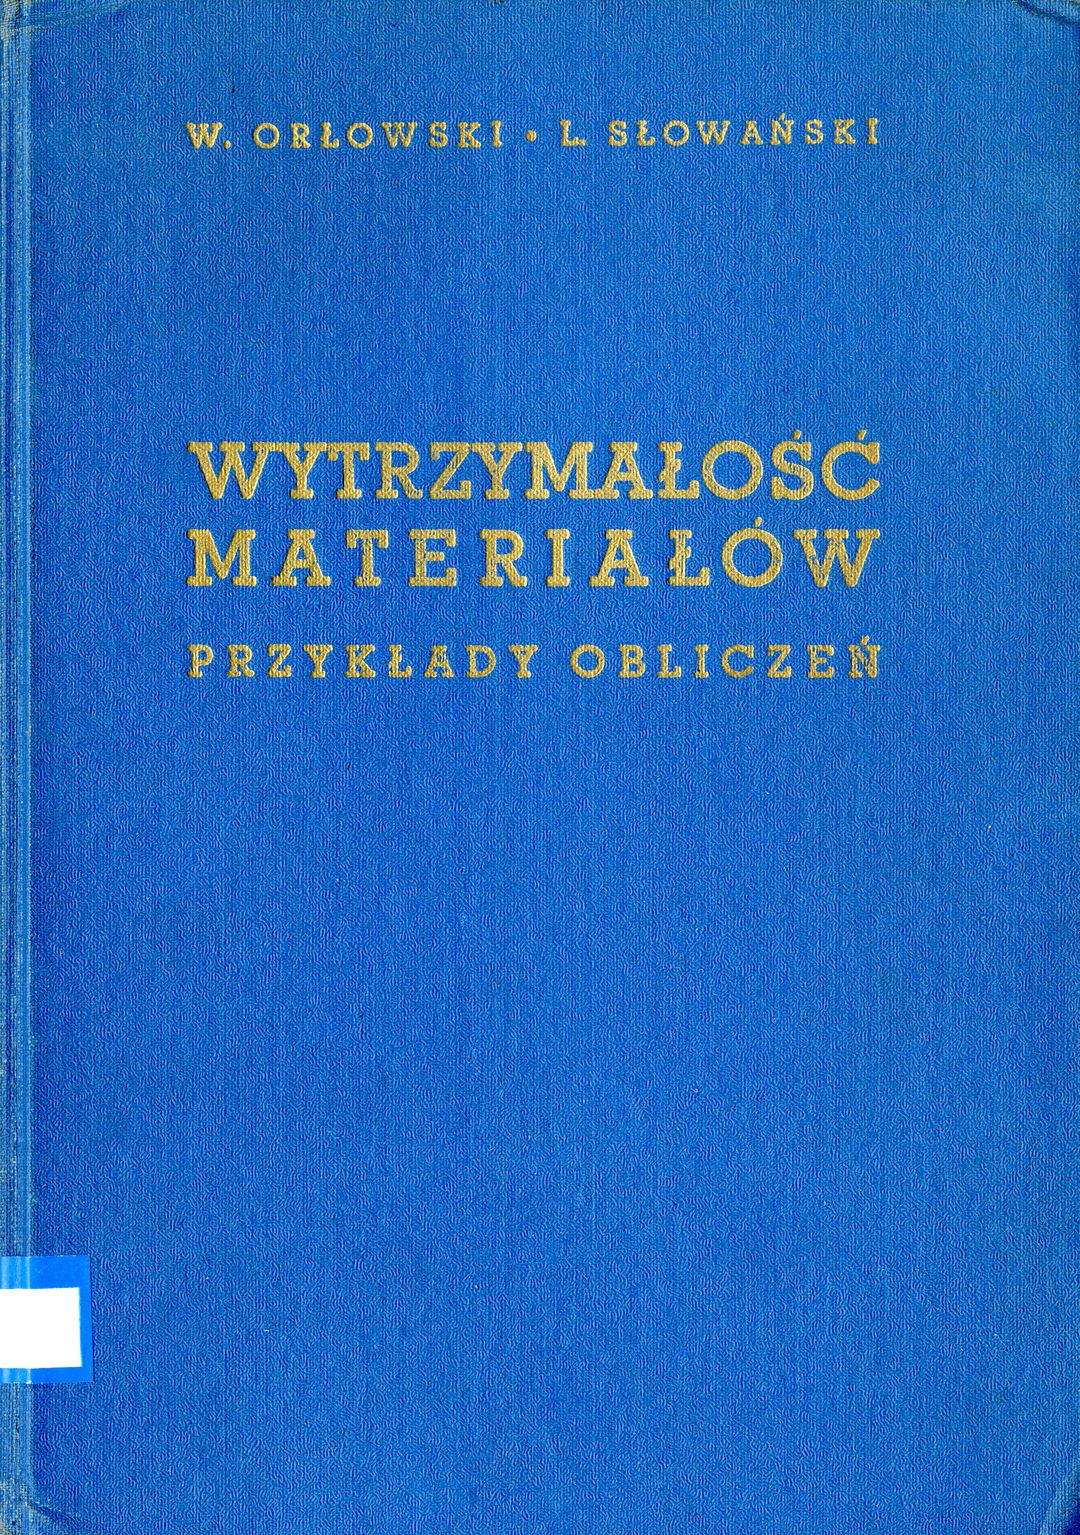 W. ORŁOWSKI • L. SŁOWAŃSKI
WYTRZYMAŁOŚĆ
MATERIAŁÓW
PRZYKŁADY OBLICZEŃ